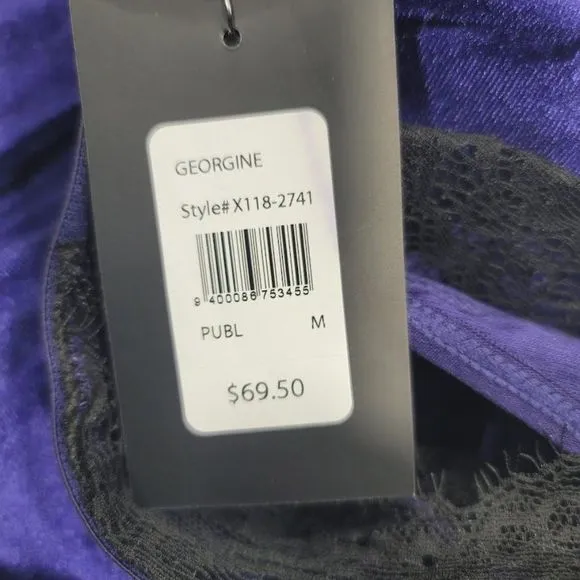 GEORGINE
Style# X118-2741
9 400086 753455
PUBL M
$69.50